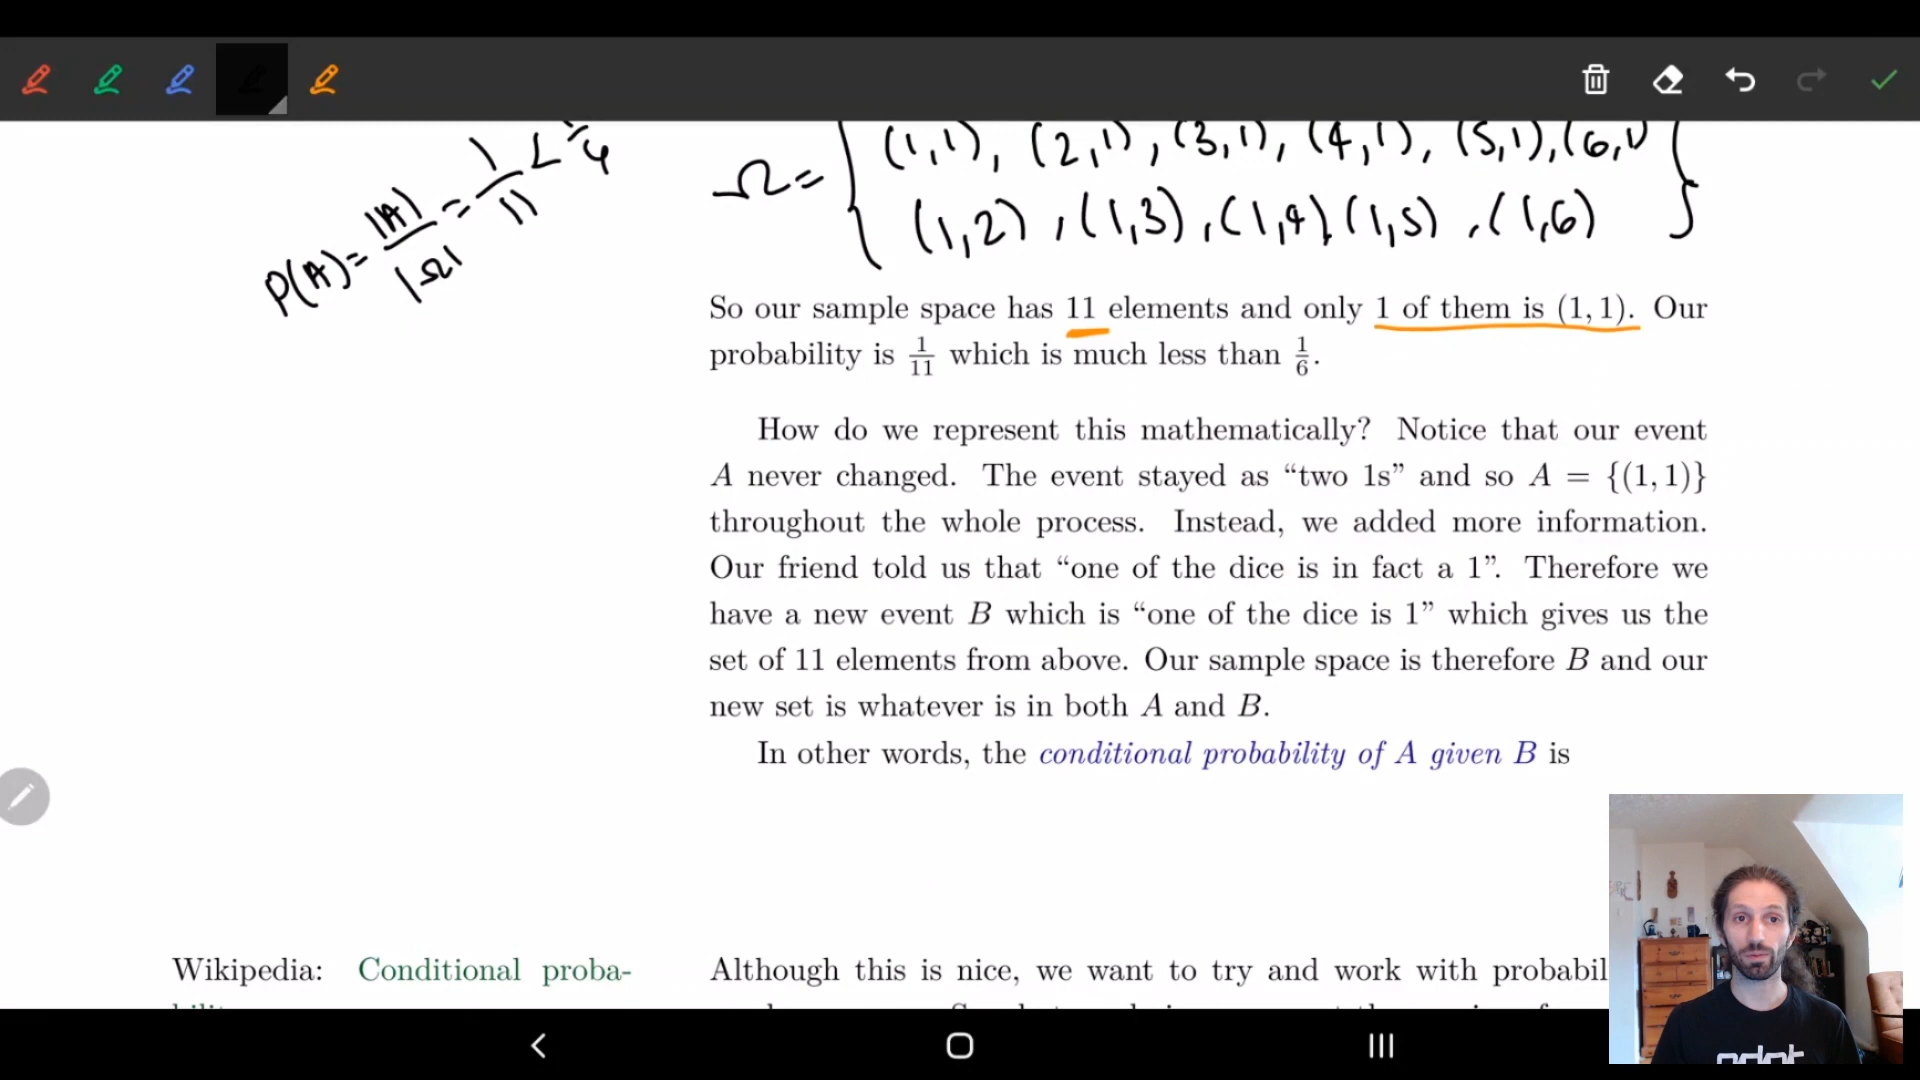 Ω = { (1,1), (2,1), (3,1), (4,1), (5,1), (6,1)
(1,2), (1,3), (1,4), (1,5), (1,6) }
P(A) = |A| / |Ω| = 1/11 <
So our sample space has 11 elements and only 1 of them is (1, 1). Our
probability is 1/11 which is much less than 1/6.
How do we represent this mathematically? Notice that our event
A never changed. The event stayed as “two 1s” and so A = {(1, 1)}
throughout the whole process. Instead, we added more information.
Our friend told us that “one of the dice is in fact a 1”. Therefore we
have a new event B which is “one of the dice is 1” which gives us the
set of 11 elements from above. Our sample space is therefore B and our
new set is whatever is in both A and B.
In other words, the conditional probability of A given B is
Wikipedia: Conditional proba-
Although this is nice, we want to try and work with probabil